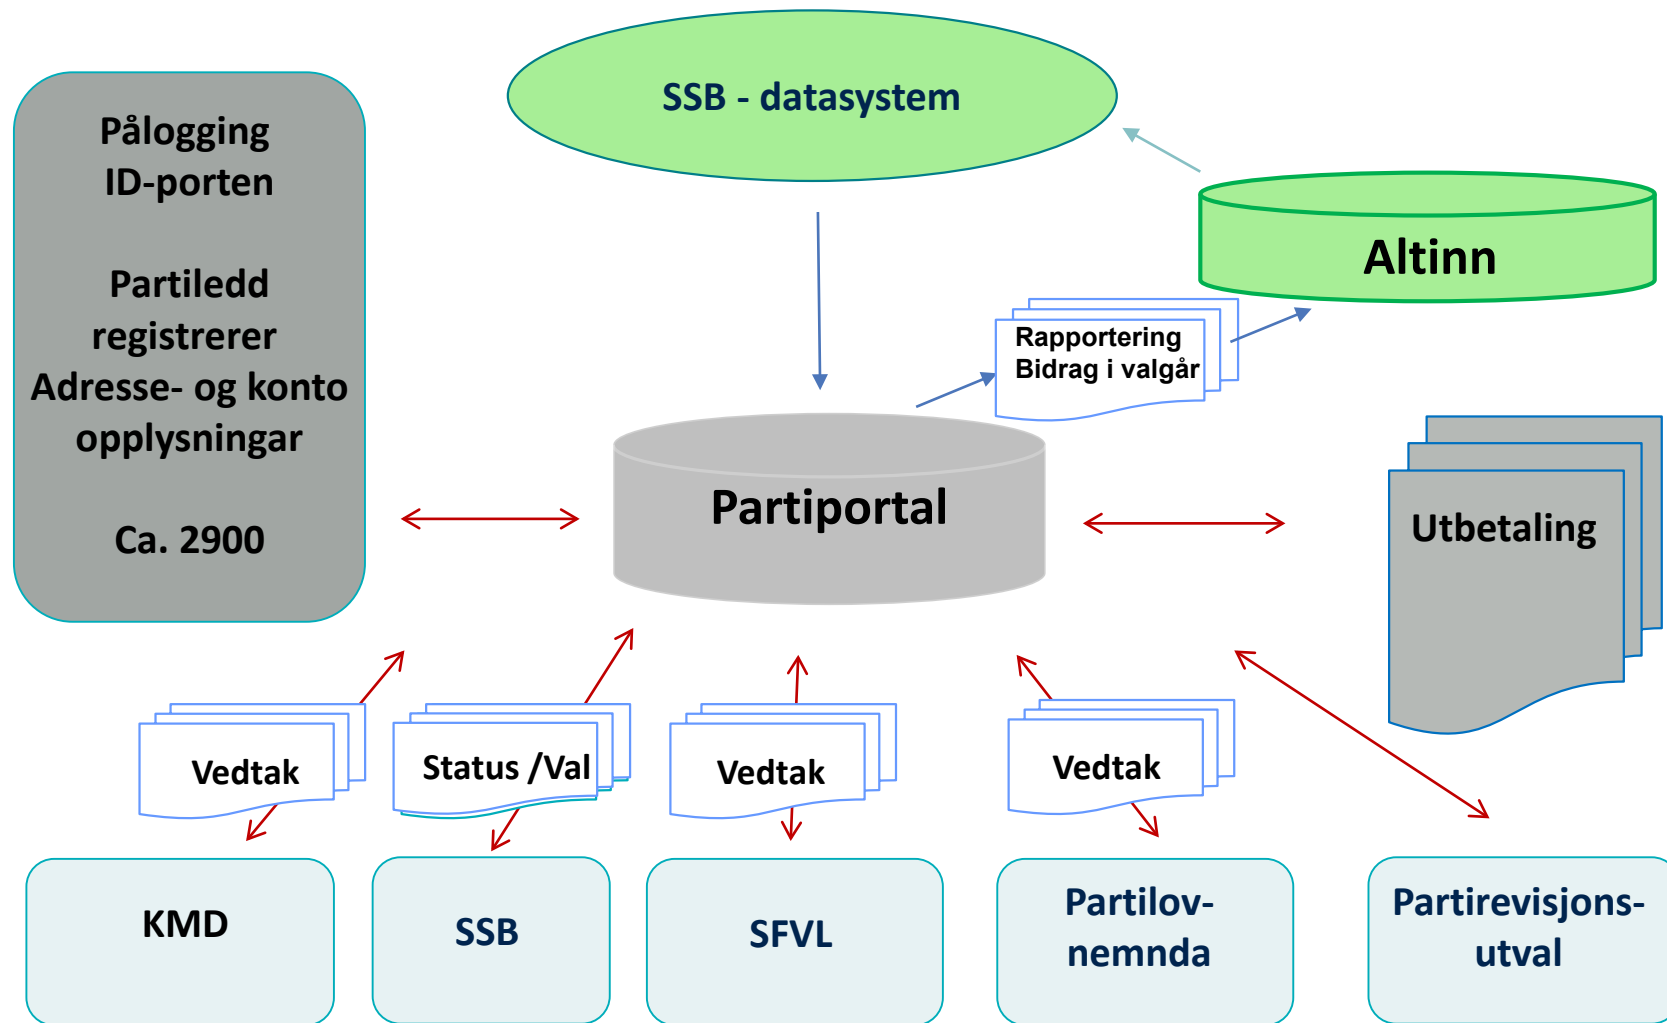 SSB - datasystem
Pålogging
ID-porten
Partiledd
registrerer
Adresse- og konto
opplysningar
Ca. 2900
Altinn
Rapportering
Bidrag i valgår
Partiportal
Utbetaling
Vedtak
Status /Val
Vedtak
Vedtak
KMD
SSB
SFVL
Partilov-
nemnda
Partirevisjons-
utval